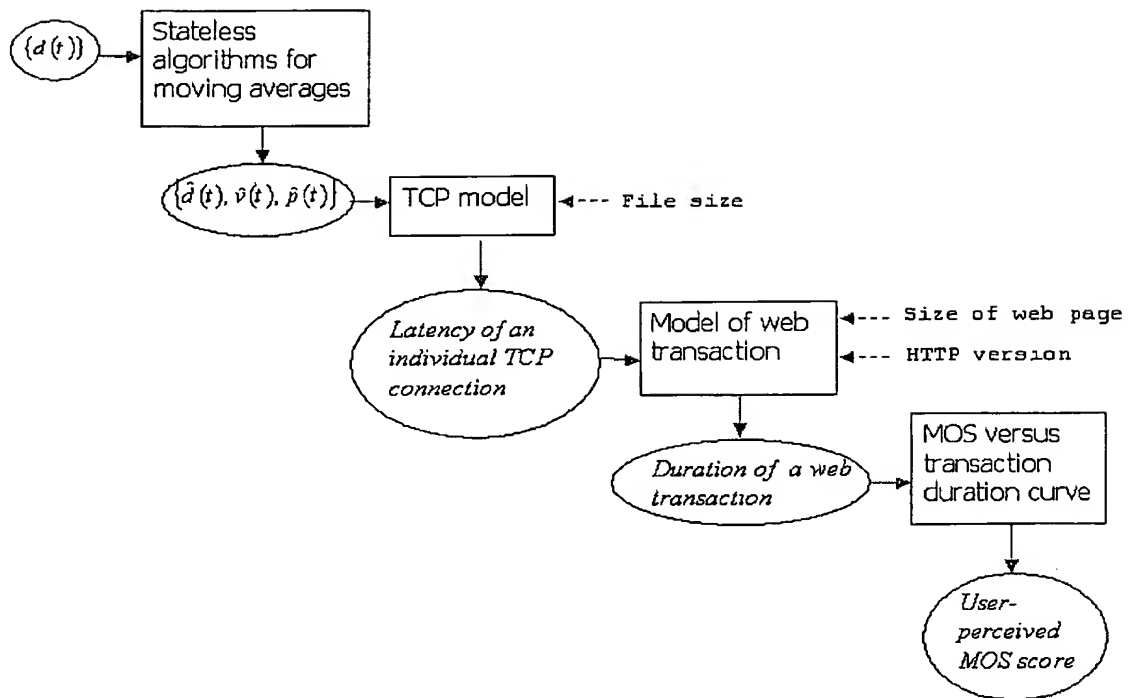 {d(t)}
Stateless
algorithms for
moving averages
{d̂(t), v̂(t), p̂(t)}
TCP model
File size
Latency of an
individual TCP
connection
Model of web
transaction
Size of web page
HTTP version
Duration of a web
transaction
MOS versus
transaction
duration curve
User-
perceived
MOS score